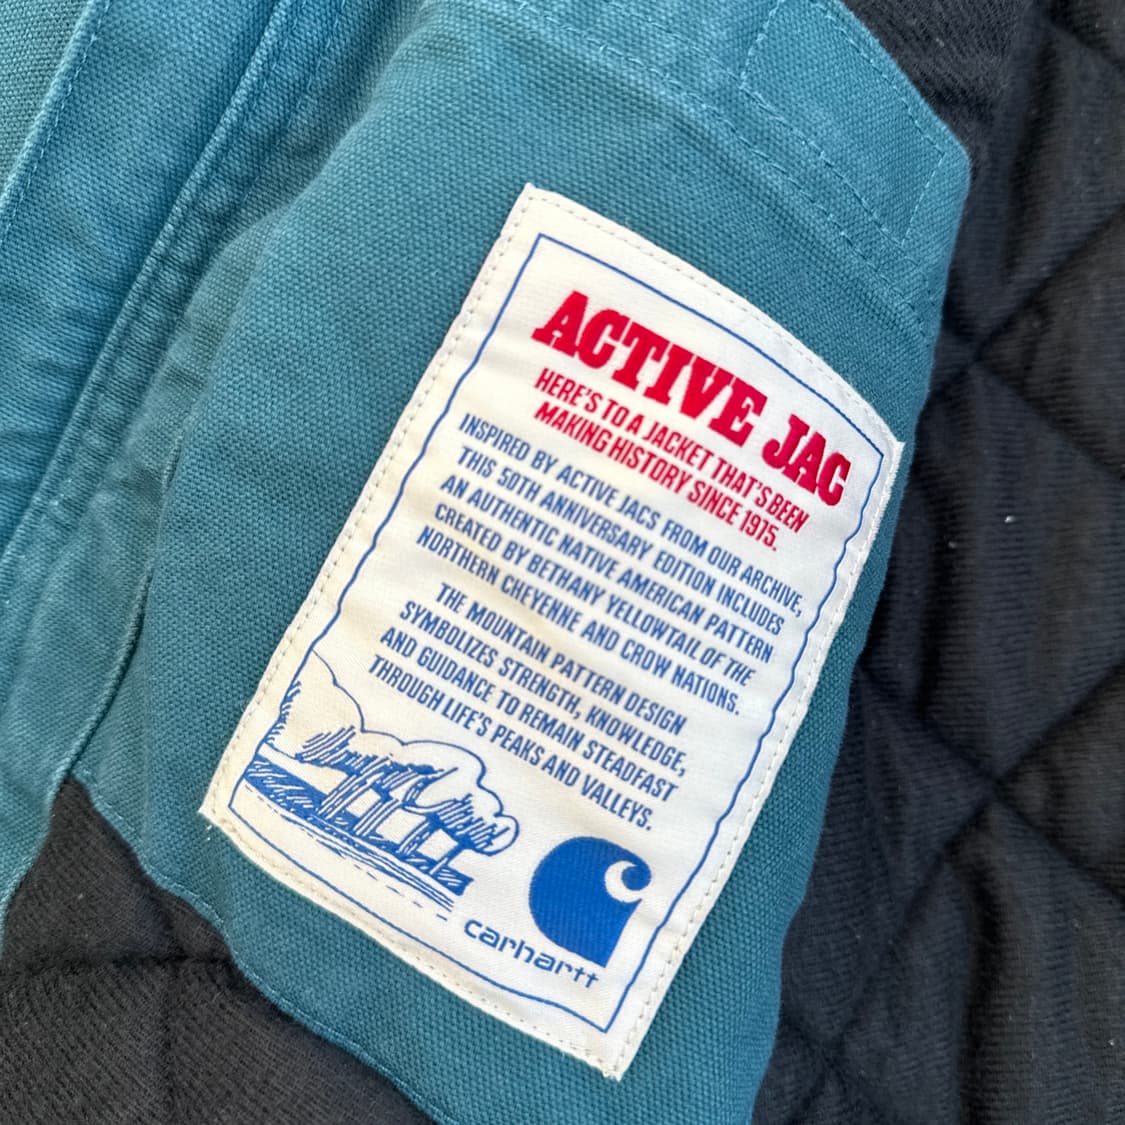 ACTIVE JAC
HERE'S TO A JACKET THAT'S BEEN
MAKING HISTORY SINCE 1975.
INSPIRED BY ACTIVE JACS FROM OUR ARCHIVE,
THIS 50TH ANNIVERSARY EDITION INCLUDES
AN AUTHENTIC NATIVE AMERICAN PATTERN
CREATED BY BETHANY YELLOWTAIL OF THE
NORTHERN CHEYENNE AND CROW NATIONS.
THE MOUNTAIN PATTERN DESIGN
SYMBOLIZES STRENGTH, KNOWLEDGE,
AND GUIDANCE TO REMAIN STEADFAST
THROUGH LIFE'S PEAKS AND VALLEYS.
carhartt